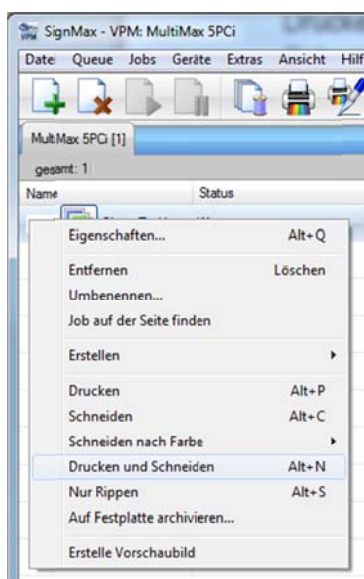 SignMax - VPM: MultiMax 5PCi
Datei Queue Jobs Geräte Extras Ansicht Hilf
MultiMax 5PCi [1]
gesamt: 1
Name Status
Eigenschaften... Alt+Q
Entfernen Löschen
Umbenennen...
Job auf der Seite finden
Erstellen
Drucken Alt+P
Schneiden Alt+C
Schneiden nach Farbe
Drucken und Schneiden Alt+N
Nur Rippen Alt+S
Auf Festplatte archivieren...
Erstelle Vorschaubild